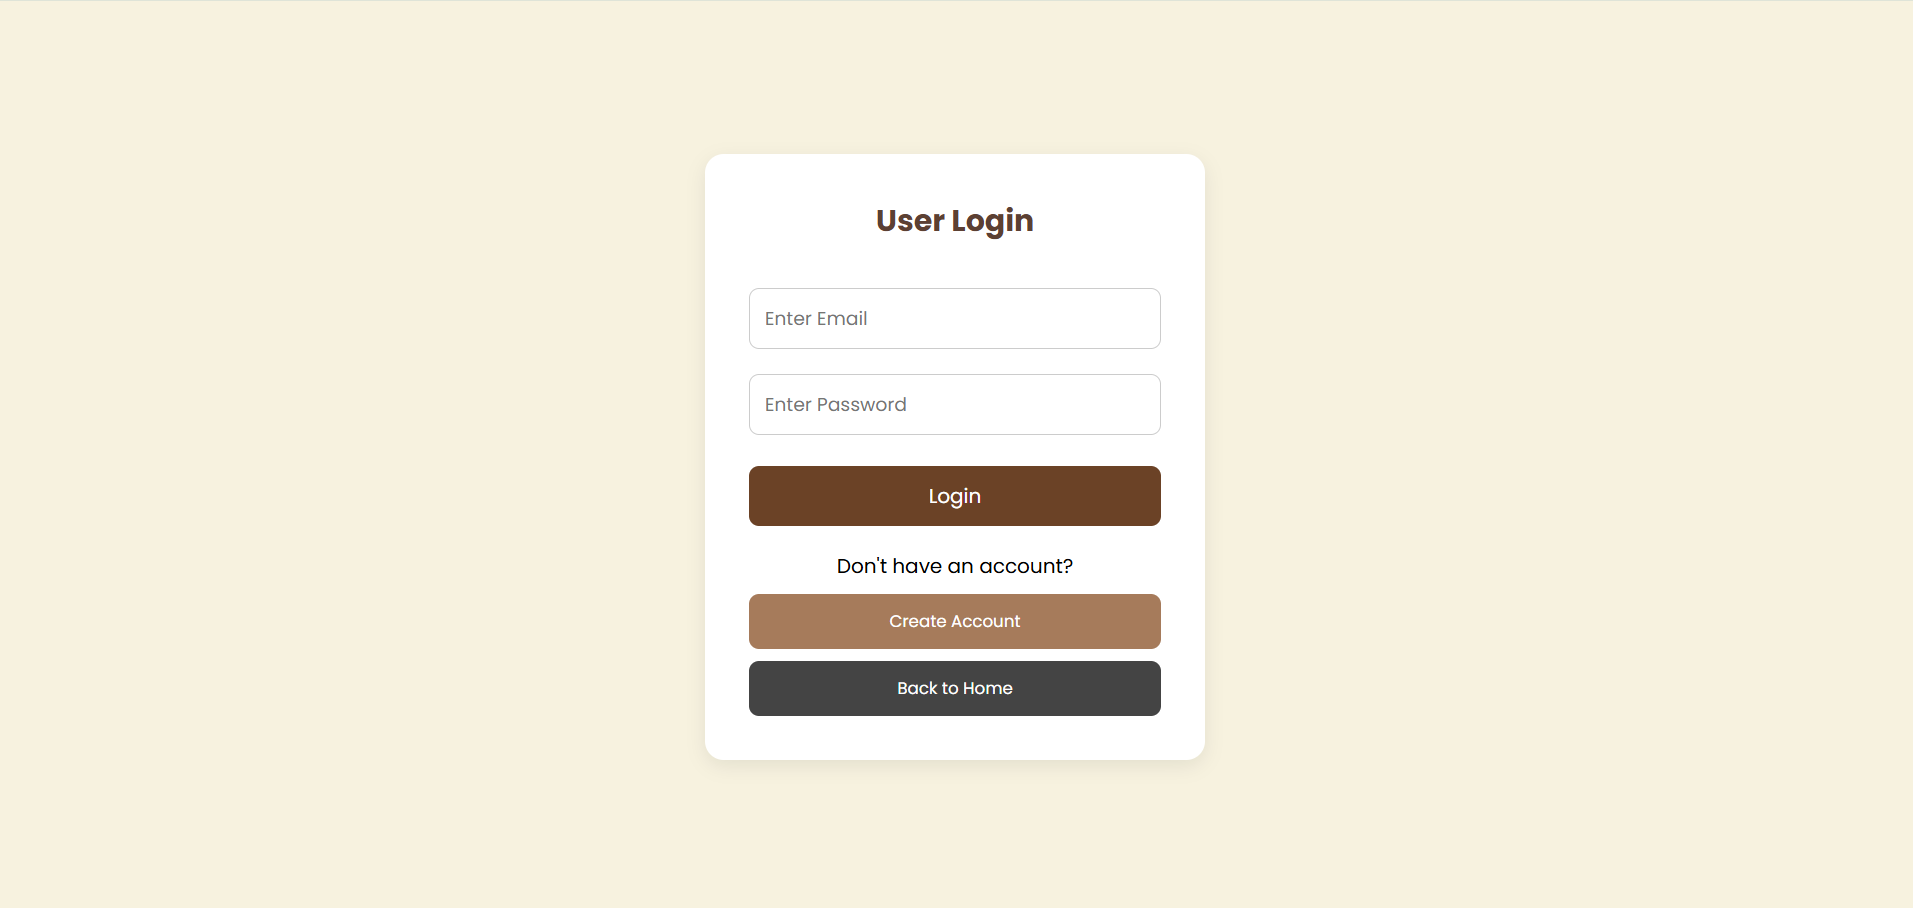 User Login
Enter Email
Enter Password
Login
Don't have an account?
Create Account
Back to Home